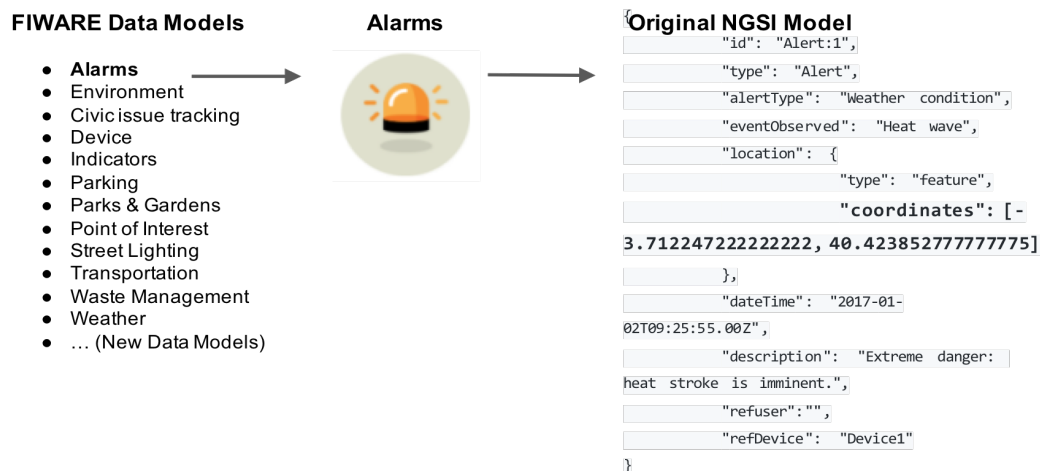 FIWARE Data Models
● Alarms
● Environment
● Civic issue tracking
● Device
● Indicators
● Parking
● Parks & Gardens
● Point of Interest
● Street Lighting
● Transportation
● Waste Management
● Weather
● … (New Data Models)
Alarms
Original NGSI Model
{
"id": "Alert:1",
"type": "Alert",
"alertType": "Weather condition",
"eventObserved": "Heat wave",
"location": {
"type": "feature",
"coordinates": [-
3.712247222222222, 40.423852777777775]
},
"dateTime": "2017-01-
02T09:25:55.00Z",
"description": "Extreme danger:
heat stroke is imminent.",
"refuser":"",
"refDevice": "Device1"
}